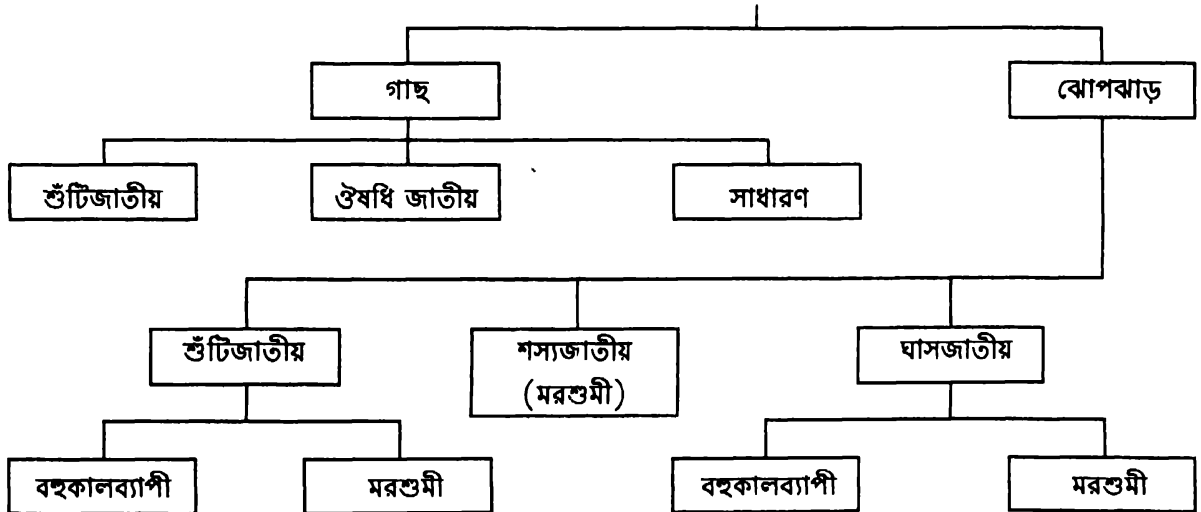 গাছ
ঝোপঝাড়
শুঁটিজাতীয়
ঔষধি জাতীয়
সাধারণ
শুঁটিজাতীয়
শস্যজাতীয়
(মরশুমী)
ঘাসজাতীয়
বহুকালব্যাপী
মরশুমী
বহুকালব্যাপী
মরশুমী